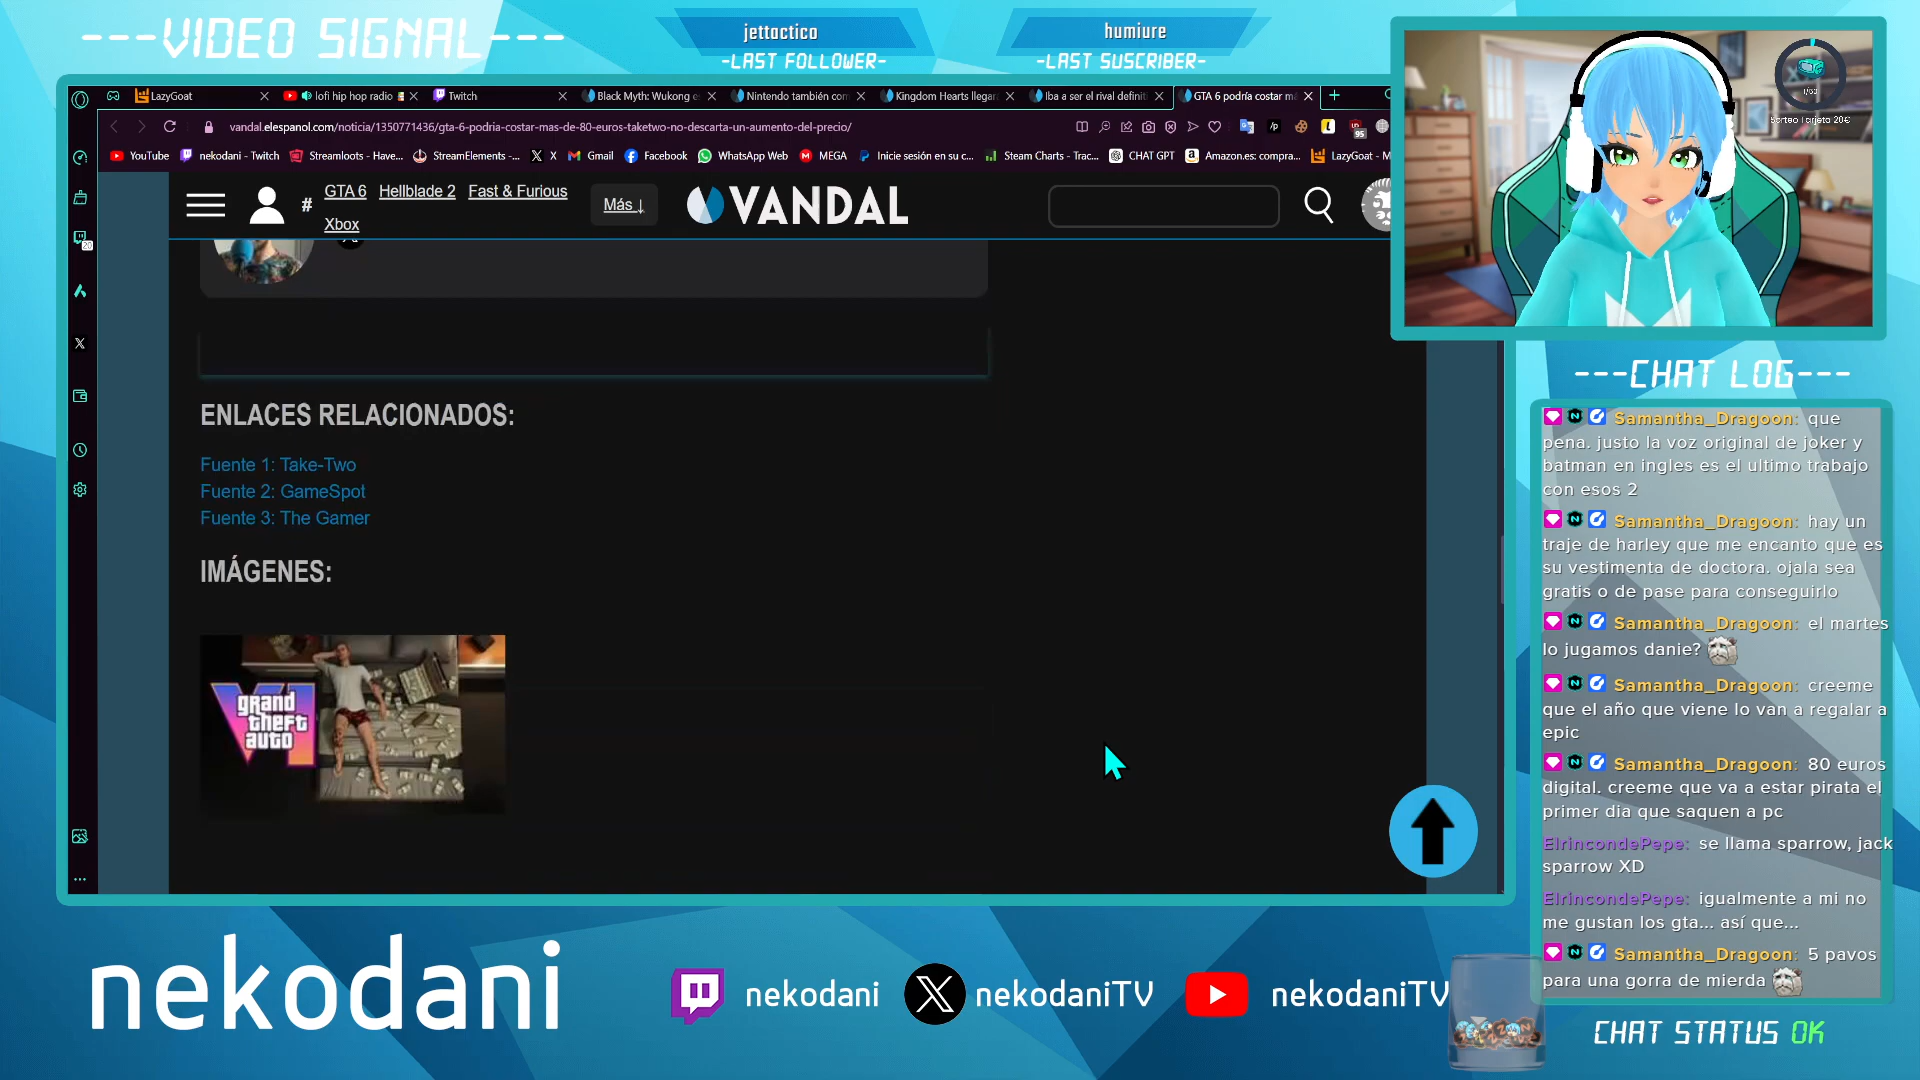 ---VIDEO SIGNAL---
jettactico
-LAST FOLLOWER-
humiure
-LAST SUSCRIBER-
1/50
Sorteo Tarjeta 20€
LazyGoat
lofi hip hop radio
Twitch
Black Myth: Wukong e
Nintendo también com
Kingdom Hearts llegar
Iba a ser el rival definit
GTA 6 podría costar má
vandal.elespanol.com/noticia/1350771436/gta-6-podria-costar-mas-de-80-euros-taketwo-no-descarta-un-aumento-del-precio/
95
YouTube
nekodani - Twitch
Streamloots - Have...
StreamElements -...
X
Gmail
Facebook
WhatsApp Web
MEGA
Inicie sesión en su c...
Steam Charts - Trac...
CHAT GPT
Amazon.es: compra...
LazyGoat - M
20
#
GTA 6
Hellblade 2
Fast & Furious
Xbox
Más ↓
VANDAL
ENLACES RELACIONADOS:
Fuente 1: Take-Two
Fuente 2: GameSpot
Fuente 3: The Gamer
IMÁGENES:
grand
theft
auto
VI
---CHAT LOG---
Samantha_Dragoon: que
pena. justo la voz original de joker y
batman en ingles es el ultimo trabajo
con esos 2
Samantha_Dragoon: hay un
traje de harley que me encanto que es
su vestimenta de doctora. ojala sea
gratis o de pase para conseguirlo
Samantha_Dragoon: el martes
lo jugamos danie?
Samantha_Dragoon: creeme
que el año que viene lo van a regalar a
epic
Samantha_Dragoon: 80 euros
digital. creeme que va a estar pirata el
primer dia que saquen a pc
ElrincondePepe: se llama sparrow, jack
sparrow XD
ElrincondePepe: igualmente a mi no
me gustan los gta... así que...
Samantha_Dragoon: 5 pavos
para una gorra de mierda
CHAT STATUS OK
nekodani
nekodani
nekodaniTV
nekodaniTV